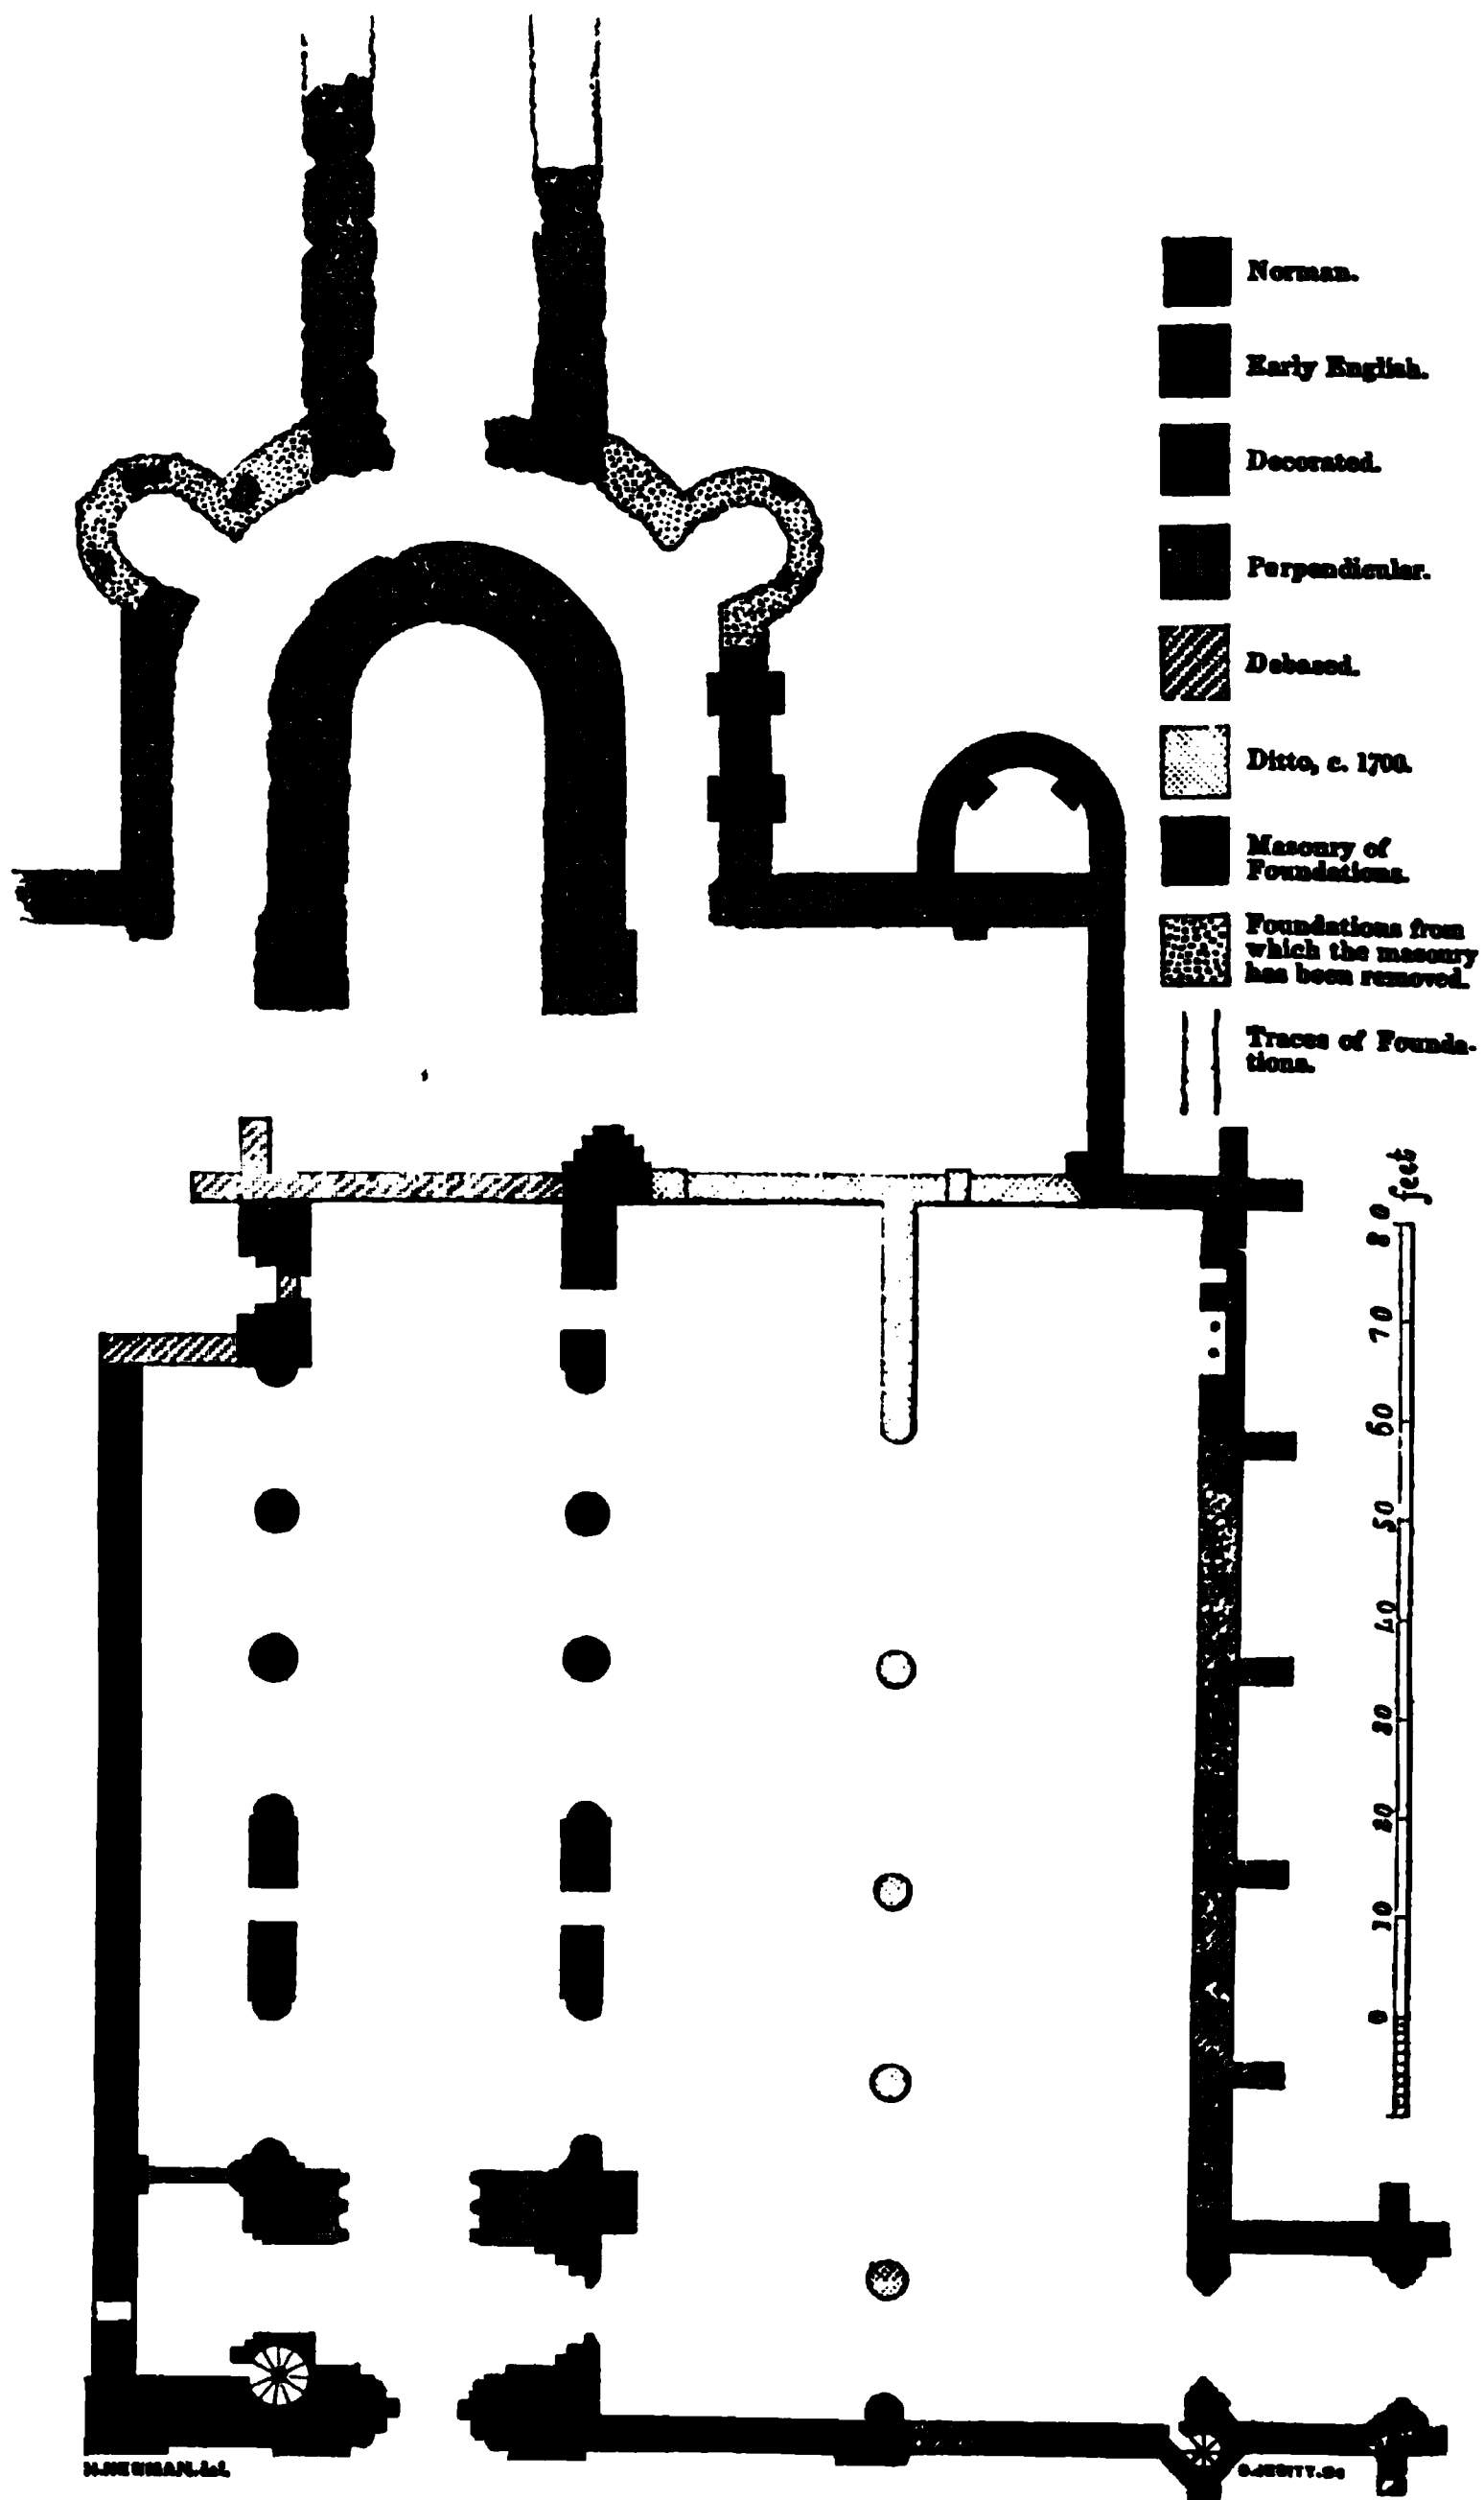 Norman.
Early English.
Decorated.
Perpendicular.
Debased.
Ditto, c. 1700.
Masonry of
Foundations.
Foundations from
which the masonry
has been removed.
Traces of Founda-
tions.
80 feet
70
60
50
40
30
20
10
0